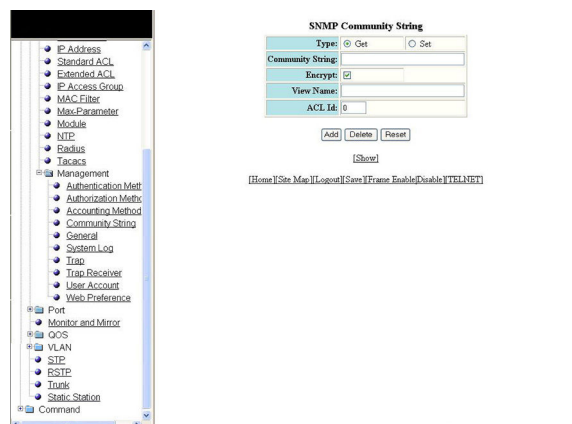 IP Address
Standard ACL
Extended ACL
IP Access Group
MAC Filter
Max-Parameter
Module
NTP
Radius
Tacacs
Management
Authentication Meth
Authorization Metho
Accounting Method
Community String
General
System Log
Trap
Trap Receiver
User Account
Web Preference
Port
Monitor and Mirror
QOS
VLAN
STP
RSTP
Trunk
Static Station
Command
SNMP Community String
Type: Get Set
Community String:
Encrypt:
View Name:
ACL Id: 0
Add Delete Reset
[Show]
[Home][Site Map][Logout][Save][Frame Enable|Disable][TELNET]